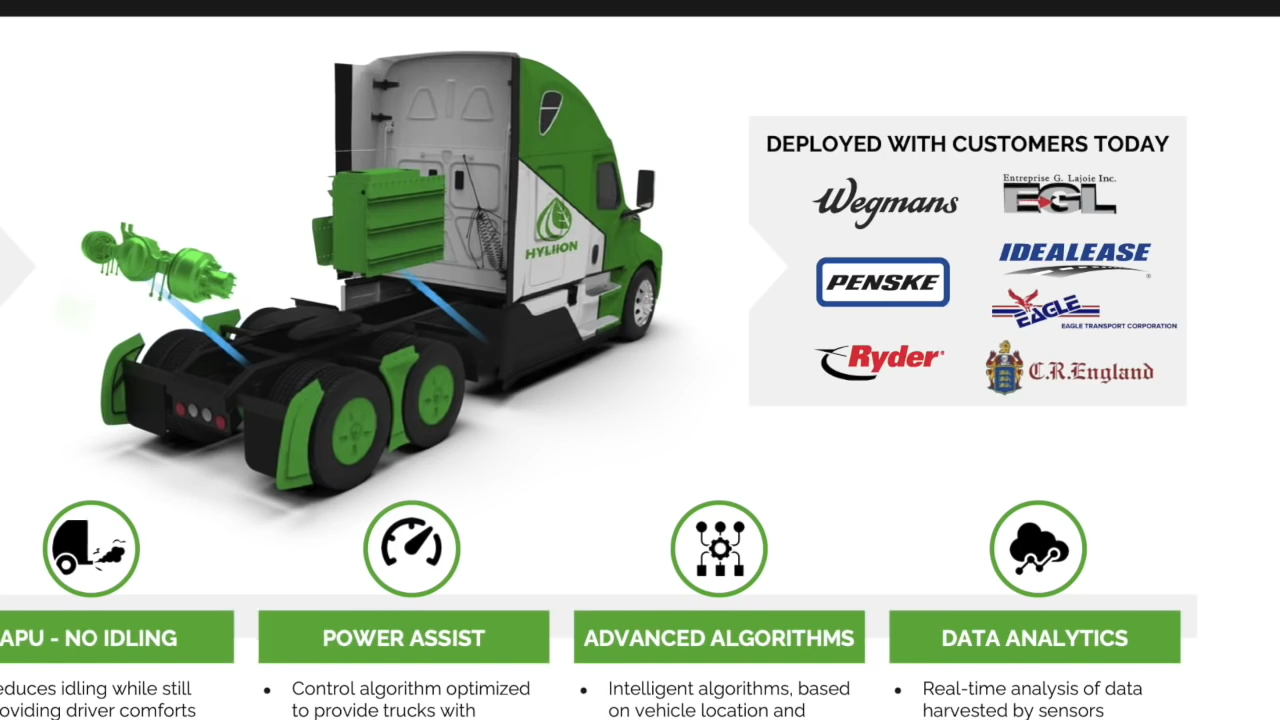 DEPLOYED WITH CUSTOMERS TODAY
Wegmans
Entreprise G. Lajoie Inc.
EGL
PENSKE
IDEALEASE
®
EAGLE
EAGLE TRANSPORT CORPORATION
Ryder
C.R.England
HYLIION
APU - NO IDLING
POWER ASSIST
ADVANCED ALGORITHMS
DATA ANALYTICS
educes idling while still
oviding driver comforts
• Control algorithm optimized
to provide trucks with
• Intelligent algorithms, based
on vehicle location and
• Real-time analysis of data
harvested by sensors